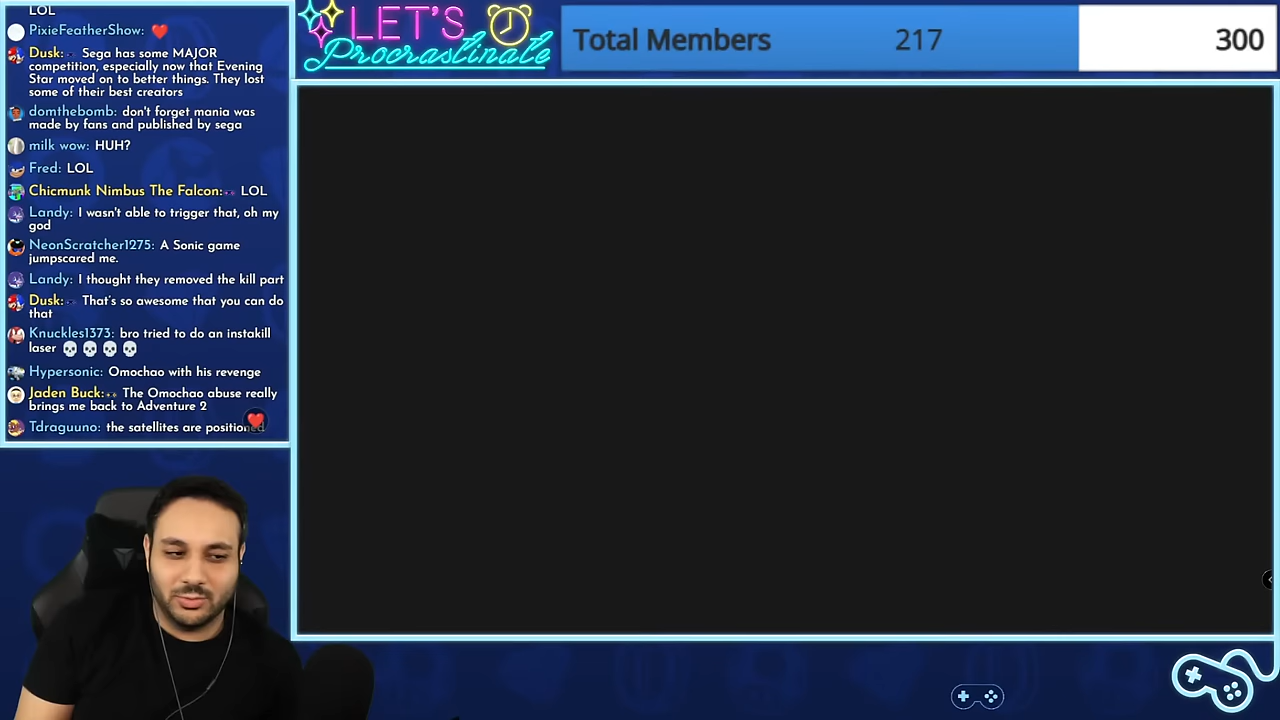 LOL
PixieFeatherShow: ❤️
Dusk: Sega has some MAJOR
competition, especially now that Evening
Star moved on to better things. They lost
some of their best creators
domthebomb: don't forget mania was
made by fans and published by sega
milk wow: HUH?
Fred: LOL
Chicmunk Nimbus The Falcon: LOL
Landy: I wasn't able to trigger that, oh my
god
NeonScratcher1275: A Sonic game
jumpscared me.
Landy: I thought they removed the kill part
Dusk: That's so awesome that you can do
that
Knuckles1373: bro tried to do an instakill
laser 💀 💀 💀 💀
Hypersonic: Omochao with his revenge
Jaden Buck: The Omochao abuse really
brings me back to Adventure 2
Tdraguuno: the satellites are positioned
LET'S
Procrastinate
Total Members 217 300